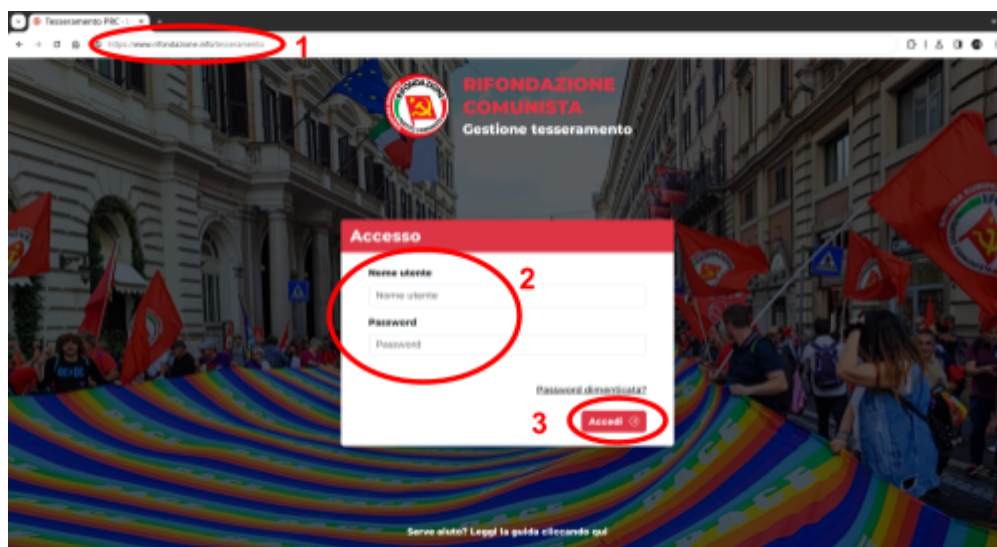 Tesseramento PRC - L
https://www.rifondazione.info/tesseramento
1
RIFONDAZIONE
COMUNISTA
Gestione tesseramento
Accesso
Nome utente
Nome utente
2
Password
Password
Password dimenticata?
3
Accedi
Serve aiuto? Leggi la guida cliccando qui